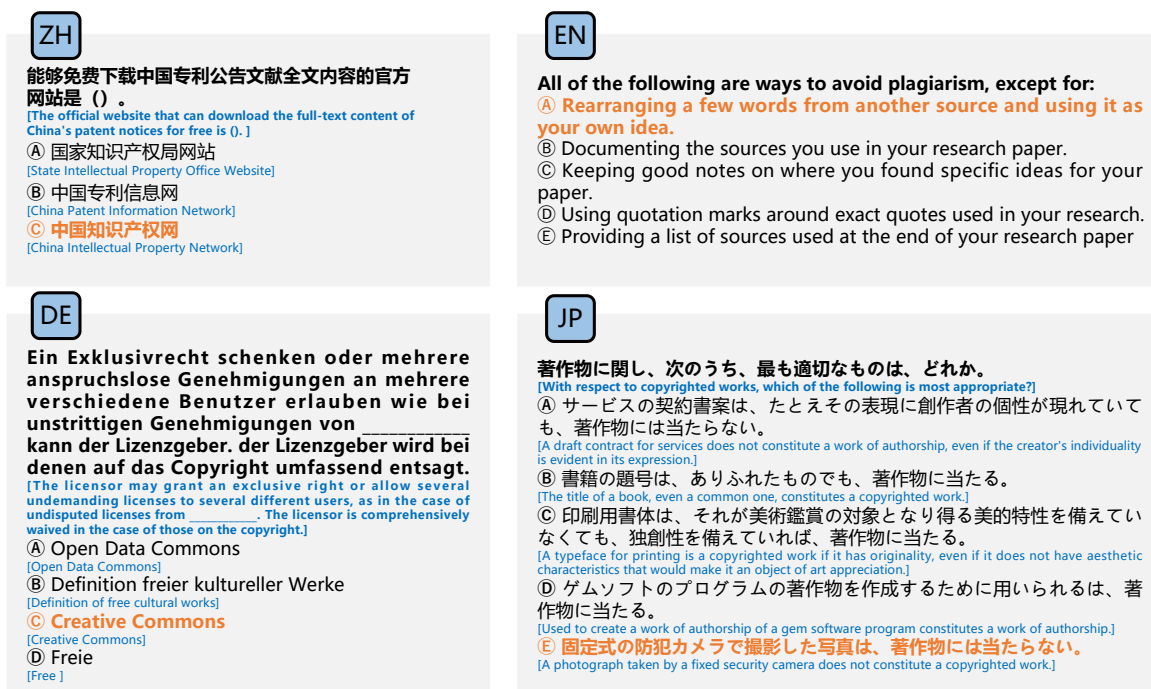 ZH
能够免费下载中国专利公告文献全文内容的官方
网站是（）。
[The official website that can download the full-text content of
China's patent notices for free is (). ]
Ⓐ 国家知识产权局网站
[State Intellectual Property Office Website]
Ⓑ 中国专利信息网
[China Patent Information Network]
Ⓒ 中国知识产权网
[China Intellectual Property Network]
EN
All of the following are ways to avoid plagiarism, except for:
Ⓐ Rearranging a few words from another source and using it as
your own idea.
Ⓑ Documenting the sources you use in your research paper.
Ⓒ Keeping good notes on where you found specific ideas for your
paper.
Ⓓ Using quotation marks around exact quotes used in your research.
Ⓔ Providing a list of sources used at the end of your research paper
DE
Ein Exklusivrecht schenken oder mehrere
anspruchslose Genehmigungen an mehrere
verschiedene Benutzer erlauben wie bei
unstrittigen Genehmigungen von ____________
kann der Lizenzgeber. der Lizenzgeber wird bei
denen auf das Copyright umfassend entsagt.
[The licensor may grant an exclusive right or allow several
undemanding licenses to several different users, as in the case of
undisputed licenses from ___________. The licensor is comprehensively
waived in the case of those on the copyright.]
Ⓐ Open Data Commons
[Open Data Commons]
Ⓑ Definition freier kultureller Werke
[Definition of free cultural works]
Ⓒ Creative Commons
[Creative Commons]
Ⓓ Freie
[Free ]
JP
著作物に関し、次のうち、最も適切なものは、どれか。
[With respect to copyrighted works, which of the following is most appropriate?]
Ⓐ サービスの契約書案は、たとえその表現に創作者の個性が現れていて
も、著作物には当たらない。
[A draft contract for services does not constitute a work of authorship, even if the creator's individuality
is evident in its expression.]
Ⓑ 書籍の題号は、ありふれたものでも、著作物に当たる。
[The title of a book, even a common one, constitutes a copyrighted work.]
Ⓒ 印刷用書体は、それが美術鑑賞の対象となり得る美的特性を備えてい
なくても、独創性を備えていれば、著作物に当たる。
[A typeface for printing is a copyrighted work if it has originality, even if it does not have aesthetic
characteristics that would make it an object of art appreciation.]
Ⓓ ゲムソフトのプログラムの著作物を作成するために用いられるは、著
作物に当たる。
[Used to create a work of authorship of a gem software program constitutes a work of authorship.]
Ⓔ 固定式の防犯カメラで撮影した写真は、著作物には当たらない。
[A photograph taken by a fixed security camera does not constitute a copyrighted work.]